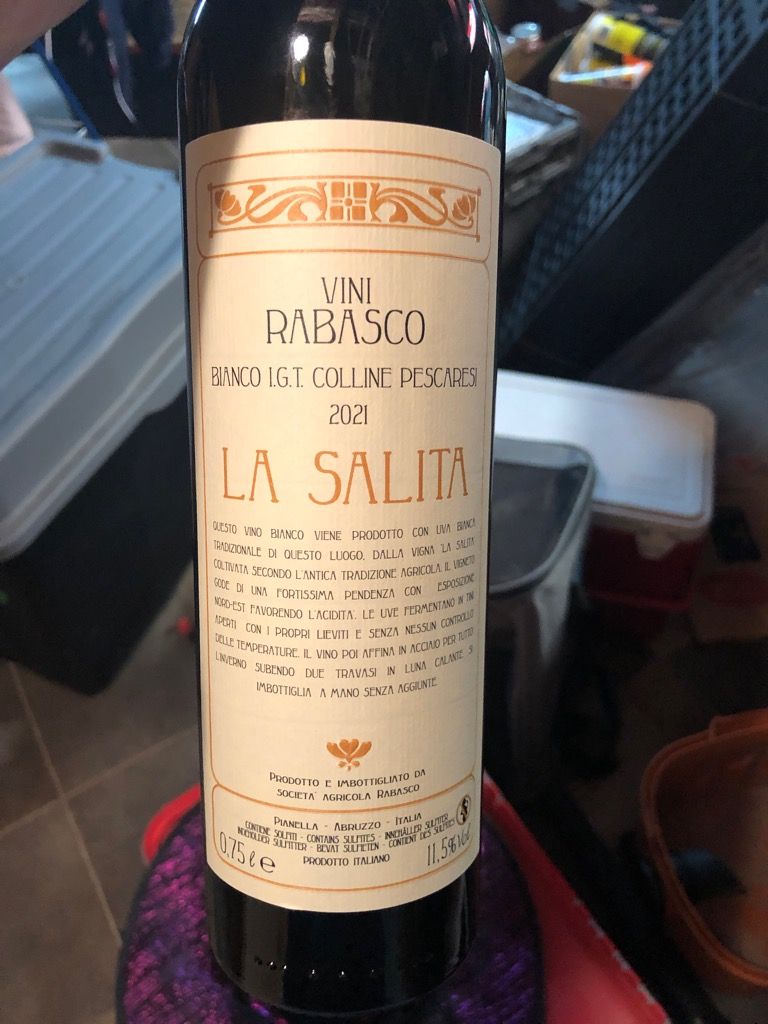 VINI
RABASCO
BIANCO I.G.T. COLLINE PESCARESI
2021
LA SALITA
QUESTO VINO BIANCO VIENE PRODOTTO CON UVA BIANCA
TRADIZIONALE DI QUESTO LUOGO, DALLA VIGNA "LA SALITA"
COLTIVATA SECONDO L'ANTICA TRADIZIONE AGRICOLA. IL VIGNETO
GODE DI UNA FORTISSIMA PENDENZA CON ESPOSIZIONE
NORD-EST FAVORENDO L'ACIDITA'. LE UVE FERMENTANO IN TINI
APERTI CON I PROPRI LIEVITI E SENZA NESSUN CONTROLLO
DELLE TEMPERATURE. IL VINO POI AFFINA IN ACCIAIO PER TUTTO
L'INVERNO SUBENDO DUE TRAVASI IN LUNA CALANTE. SI
IMBOTTIGLIA A MANO SENZA AGGIUNTE.
PRODOTTO E IMBOTTIGLIATO DA
SOCIETA' AGRICOLA RABASCO
PIANELLA - ABRUZZO - ITALIA
CONTIENE SOLFITI - CONTAINS SULFITES - INNEHÅLLER SULFITER
INDEHOLDER SULFITTER - BEVAT SULFIETEN - CONTIENT DES SULFITES
0,75 ℓ e
PRODOTTO ITALIANO
11,5% Vol.